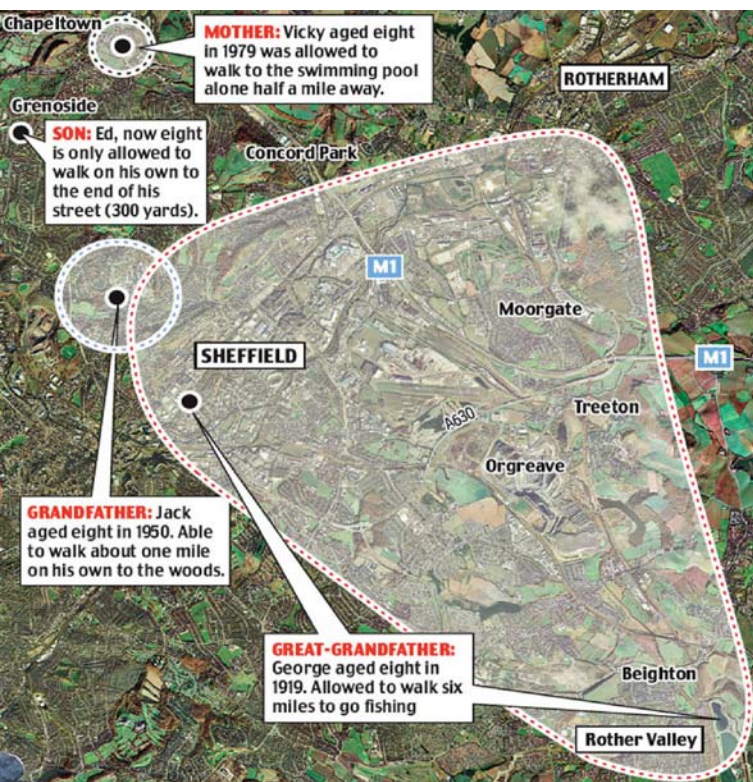 Chapeltown
MOTHER: Vicky aged eight
in 1979 was allowed to
walk to the swimming pool
alone half a mile away.
ROTHERHAM
Grenoside
SON: Ed, now eight
is only allowed to
walk on his own to
the end of his
street (300 yards).
Concord Park
M1
Moorgate
SHEFFIELD
M1
Treeton
A630
Orgreave
GRANDFATHER: Jack
aged eight in 1950. Able
to walk about one mile
on his own to the woods.
GREAT-GRANDFATHER:
George aged eight in
1919. Allowed to walk six
miles to go fishing
Beighton
Rother Valley